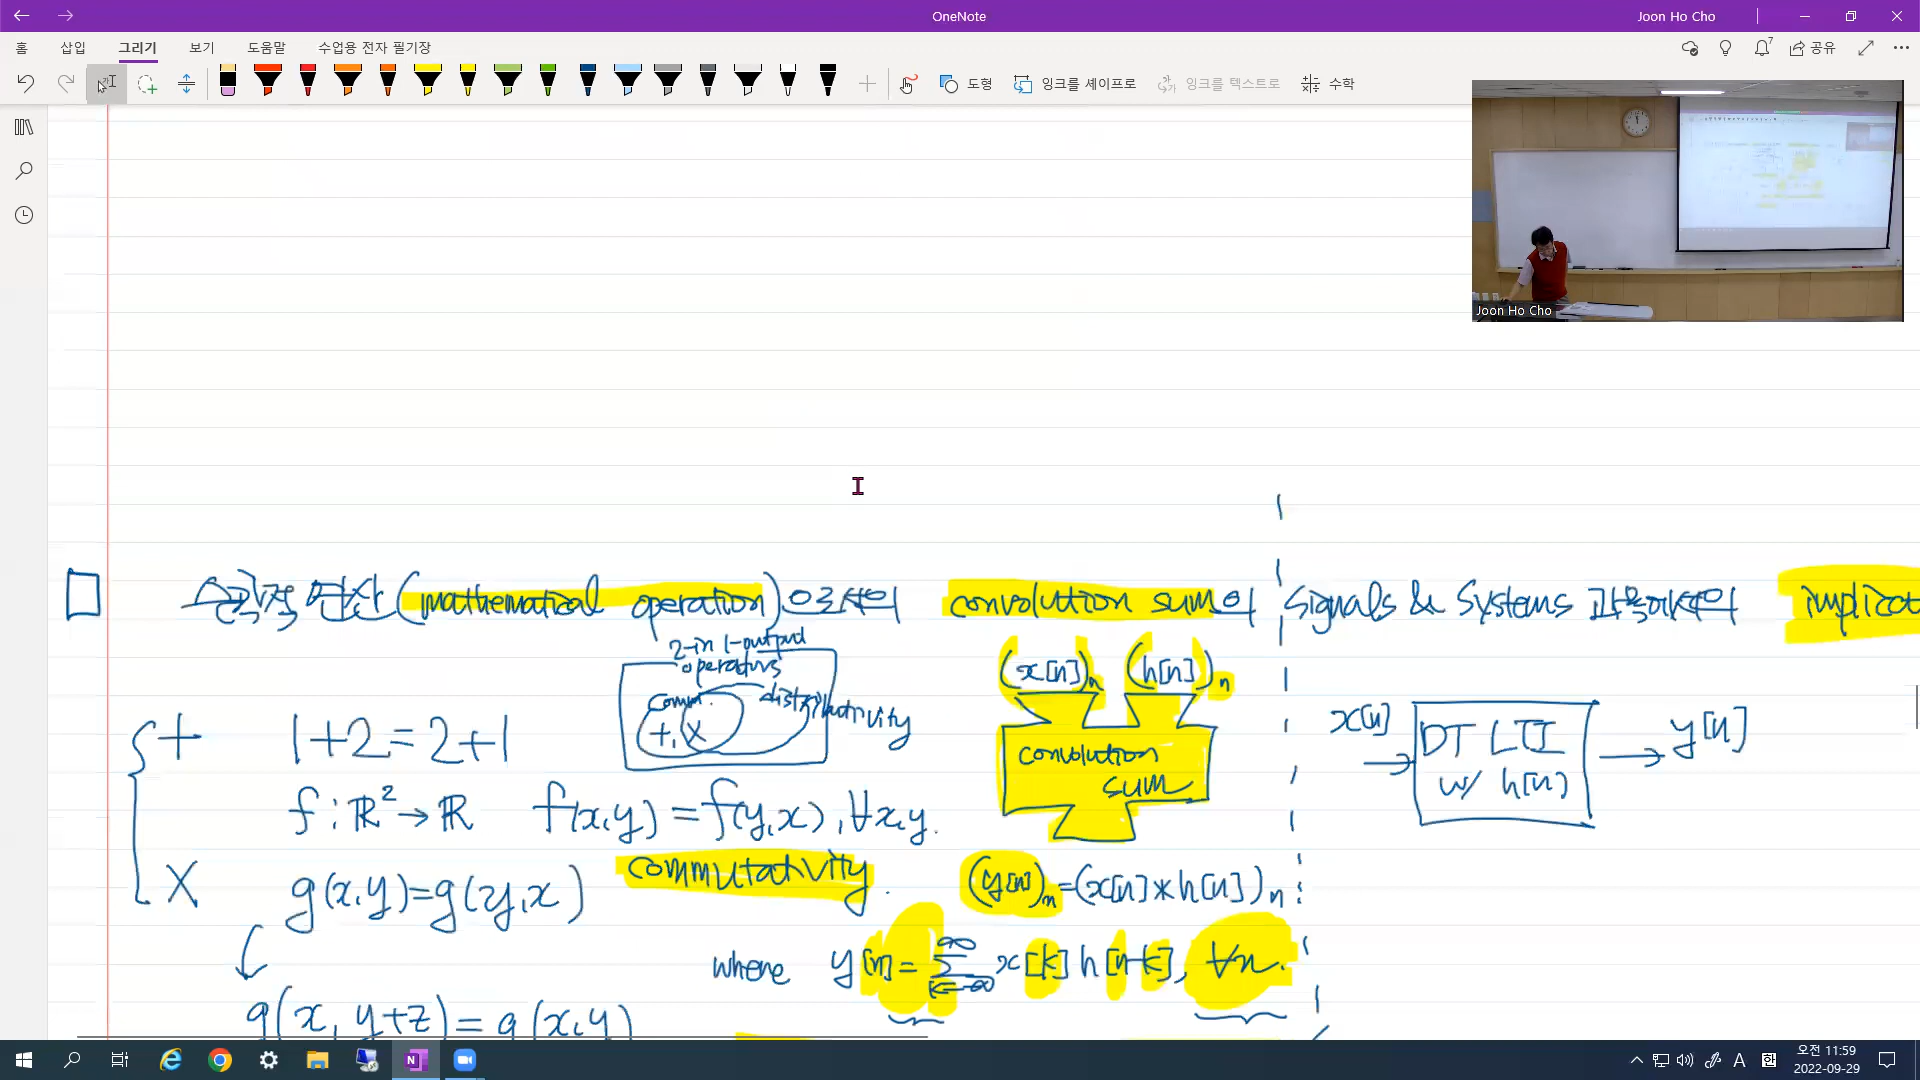 OneNote
Joon Ho Cho
홈 삽입 그리기 보기 도움말 수업용 전자 필기장
공유
도형 잉크를 셰이프로 잉크를 텍스트로 수학
Joon Ho Cho
수학적 연산 (mathematical operation)으로서의 convolution sum의 Signals & Systems 과목에서의
2-in 1-output
operators
comm. distributivity
+, X
(x[n])n (h[n])n
convolution
sum
x[n] DT LTI y[n]
w/ h[n]
+ 1+2=2+1
f : ℝ² → ℝ f(x,y) = f(y,x), ∀x,y.
X g(x,y)=g(y,x)
commutativity.
(y[n])n = (x[n]*h[n])n
where y[n] = ∑ x[k] h[n-k], ∀n.
∞
k=-∞
g(x, y+z) = g(x,y)
오전 11:59
2022-09-29
A 한